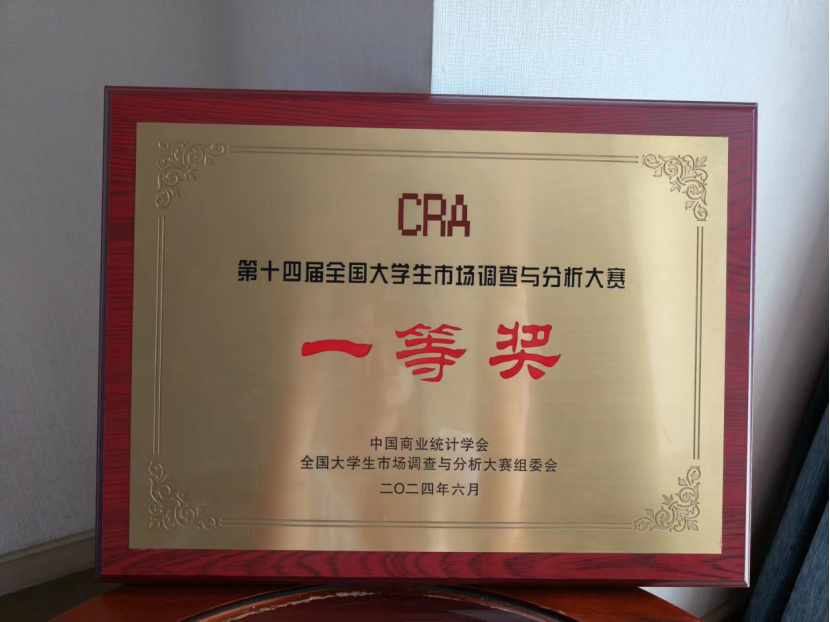 CRA
第十四届全国大学生市场调查与分析大赛
一等奖
中国商业统计学会
全国大学生市场调查与分析大赛组委会
二〇二四年六月